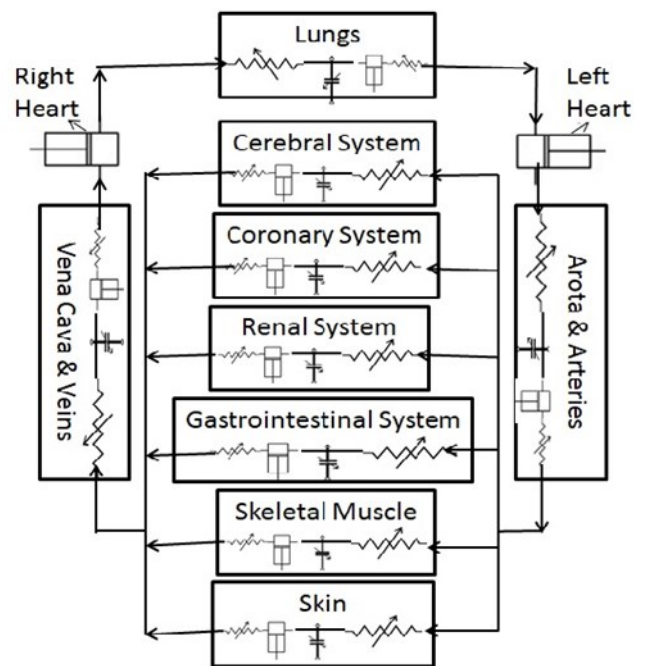 Lungs
Right
Heart
Left
Heart
Cerebral System
Coronary System
Renal System
Gastrointestinal System
Skeletal Muscle
Skin
Vena Cava & Veins
Arota & Arteries